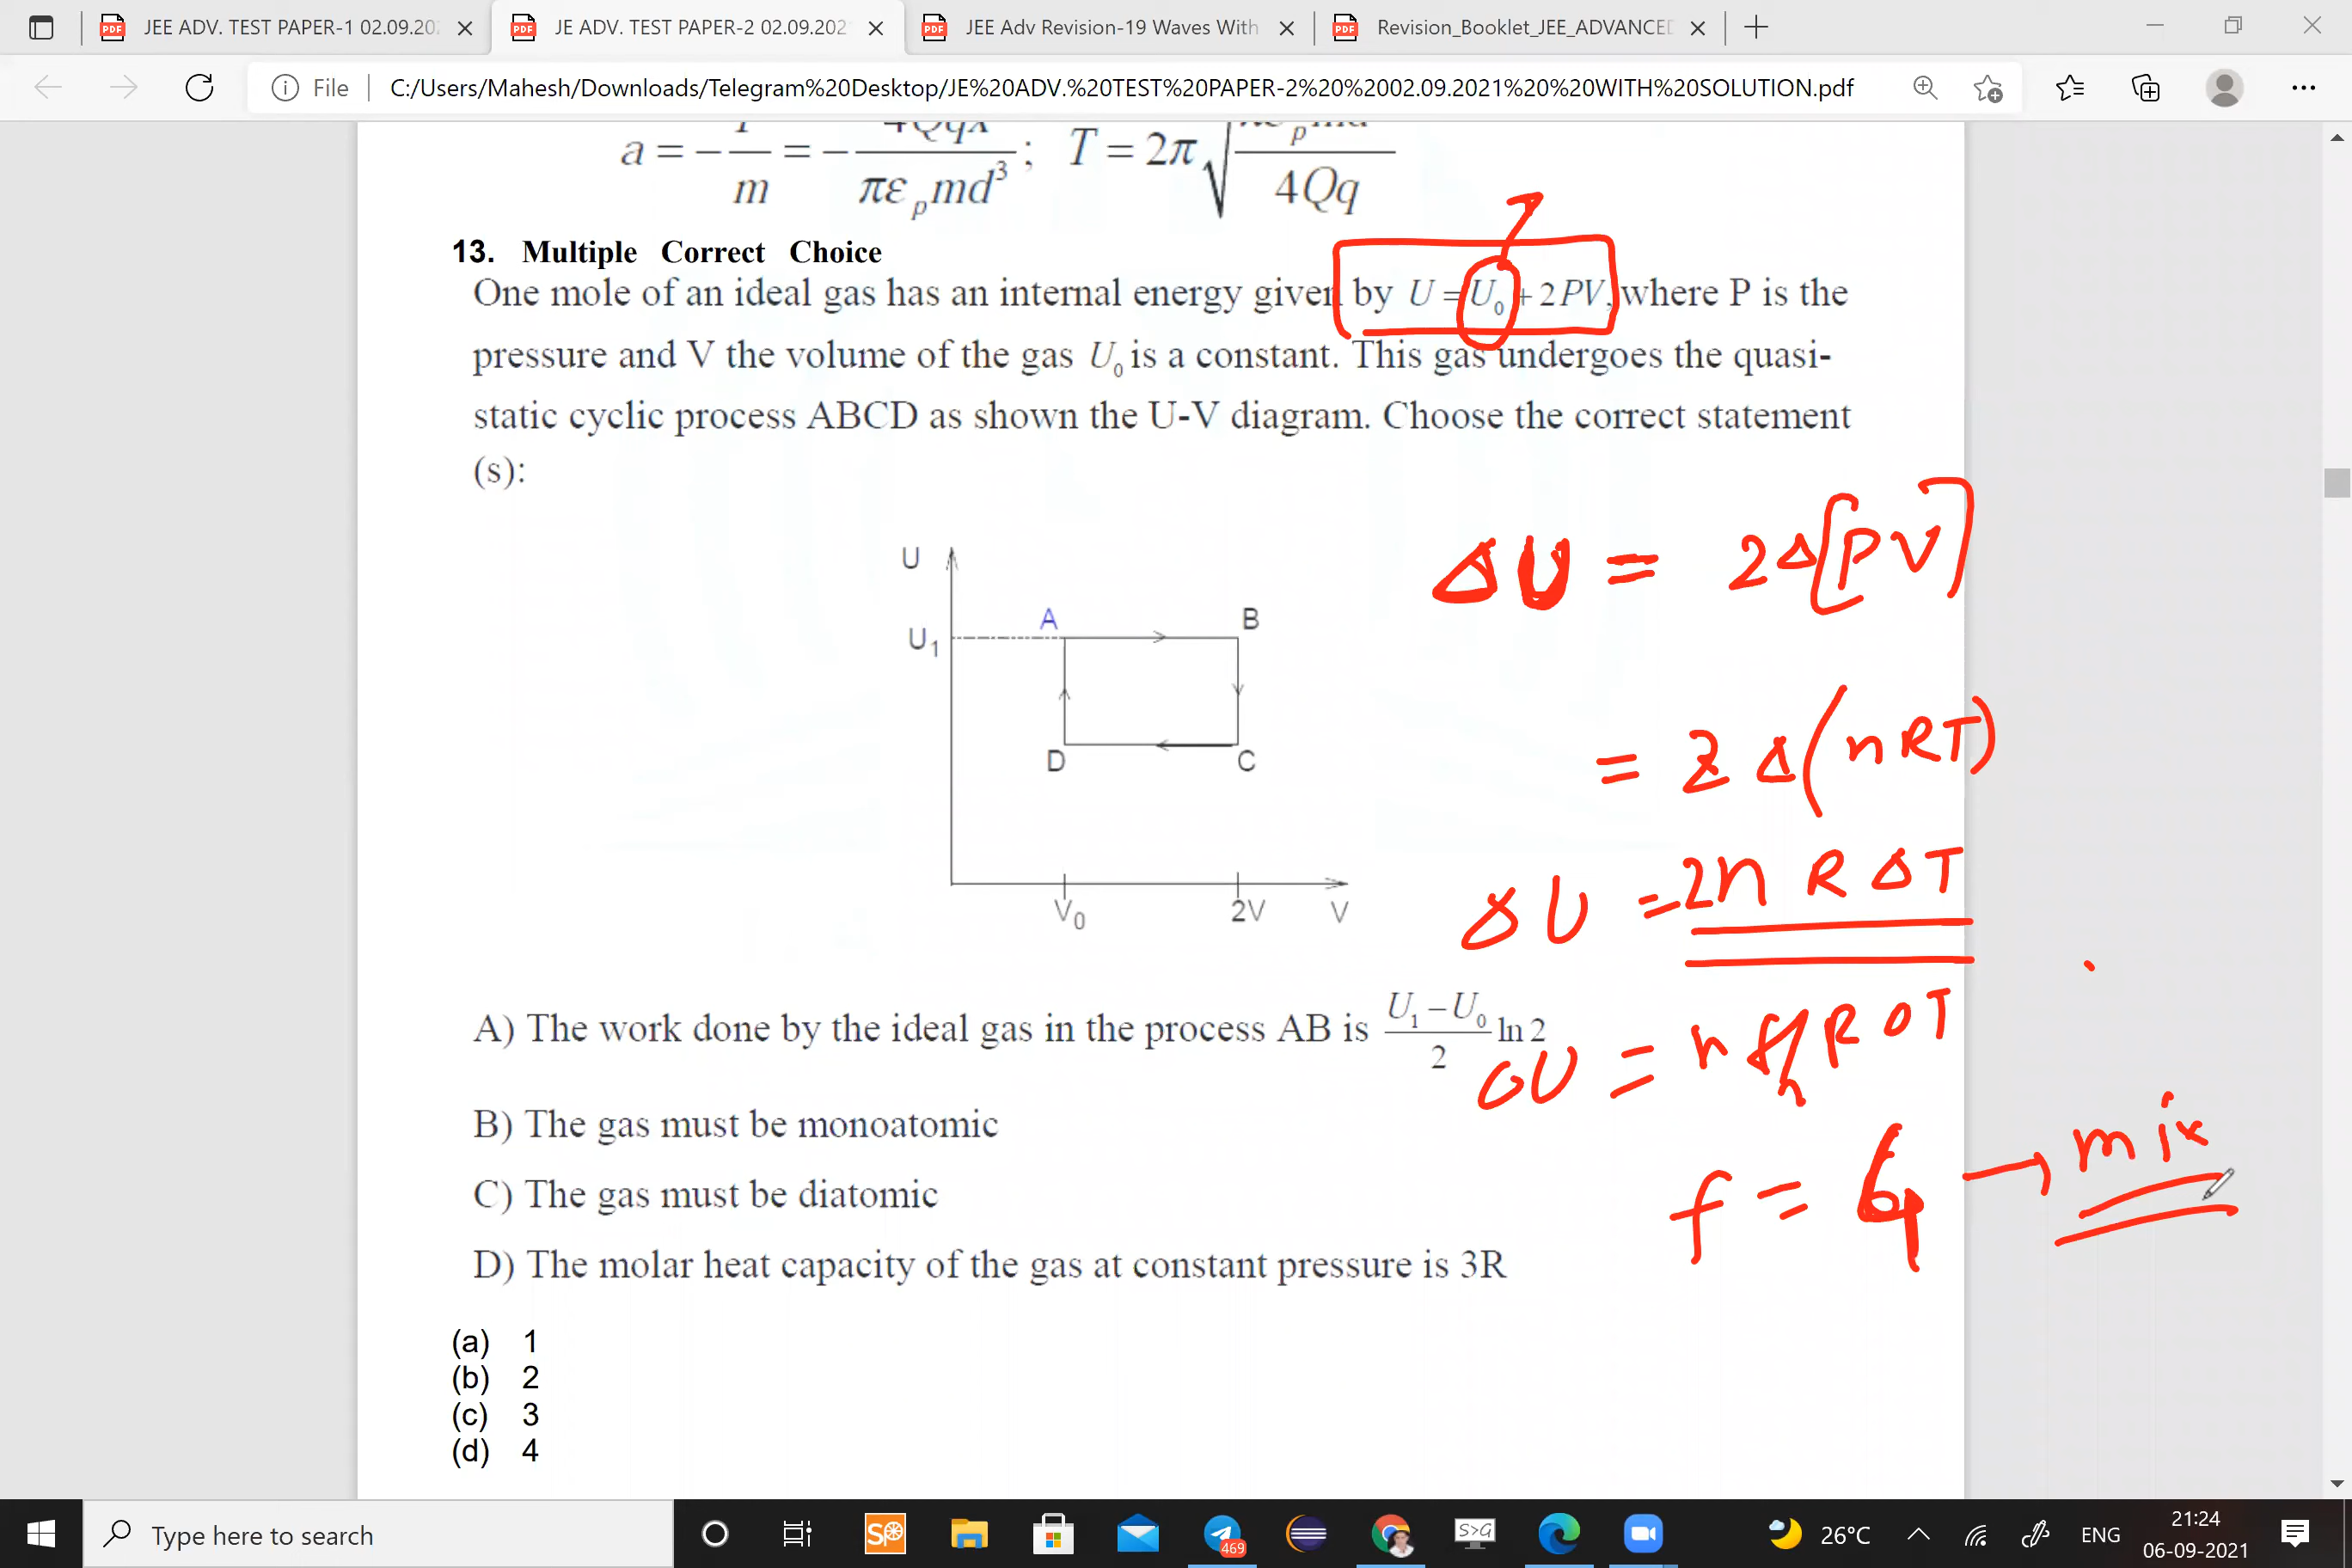 JEE ADV. TEST PAPER-1 02.09.20
JE ADV. TEST PAPER-2 02.09.202
JEE Adv Revision-19 Waves With
Revision_Booklet_JEE_ADVANCED
File
C:/Users/Mahesh/Downloads/Telegram%20Desktop/JE%20ADV.%20TEST%20PAPER-2%20%2002.09.2021%20%20WITH%20SOLUTION.pdf
a = - / m = - 4Qqx / πε_p md³ ; T = 2π√ / 4Qq
13. Multiple Correct Choice
One mole of an ideal gas has an internal energy given by U = U₀ + 2PV, where P is the
pressure and V the volume of the gas U₀ is a constant. This gas undergoes the quasi-
static cyclic process ABCD as shown the U-V diagram. Choose the correct statement
(s):
ΔU = 2Δ[PV]
U
A B
U₁
= 2Δ(nRT)
D C
ΔU = 2nRΔT
V₀ 2V V
A) The work done by the ideal gas in the process AB is U₁ – U₀ / 2 ln 2
ΔU = n f/2 RΔT
B) The gas must be monoatomic
mix
C) The gas must be diatomic
f =
D) The molar heat capacity of the gas at constant pressure is 3R
(a) 1
(b) 2
(c) 3
(d) 4
Type here to search
SP
469
S>G
26°C
ENG
21:24
06-09-2021